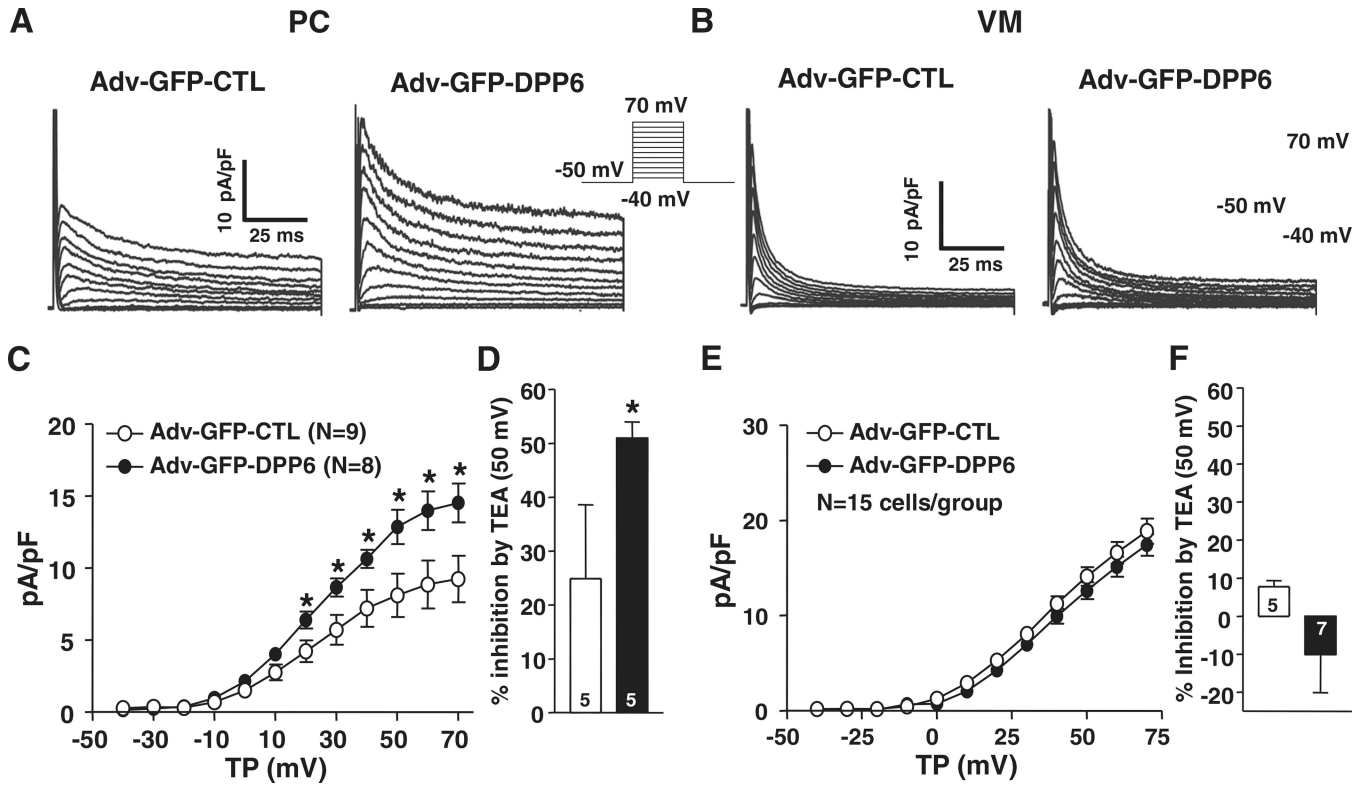 A
PC
Adv-GFP-CTL
Adv-GFP-DPP6
10 pA/pF
25 ms
70 mV
-50 mV
-40 mV
B
VM
Adv-GFP-CTL
Adv-GFP-DPP6
10 pA/pF
25 ms
70 mV
-50 mV
-40 mV
C
Adv-GFP-CTL (N=9)
Adv-GFP-DPP6 (N=8)
pA/pF
20
15
10
5
0
* * * * * *
-50 -30 -10 10 30 50 70
TP (mV)
D
% inhibition by TEA (50 mV)
60
50
40
30
20
10
0
*
5 5
E
Adv-GFP-CTL
Adv-GFP-DPP6
N=15 cells/group
pA/pF
30
20
10
0
-50 -25 0 25 50 75
TP (mV)
F
% Inhibition by TEA (50 mV)
60
50
40
30
20
10
0
-10
-20
5
7